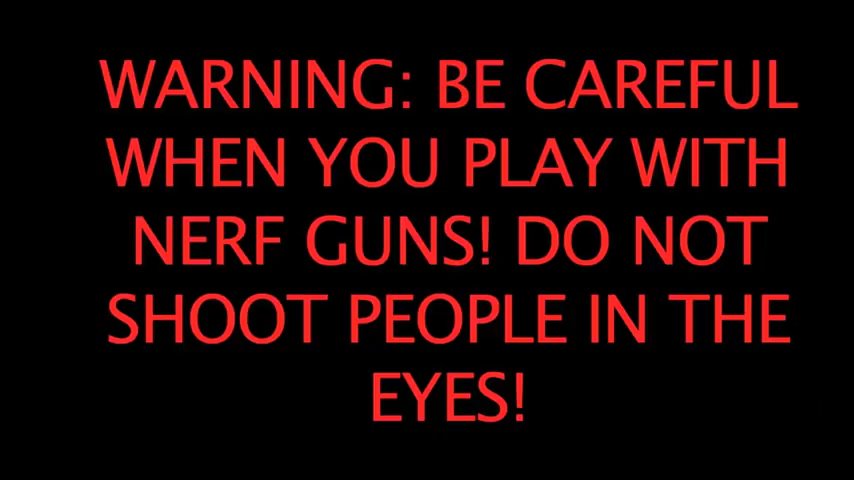 WARNING: BE CAREFUL
WHEN YOU PLAY WITH
NERF GUNS! DO NOT
SHOOT PEOPLE IN THE
EYES!